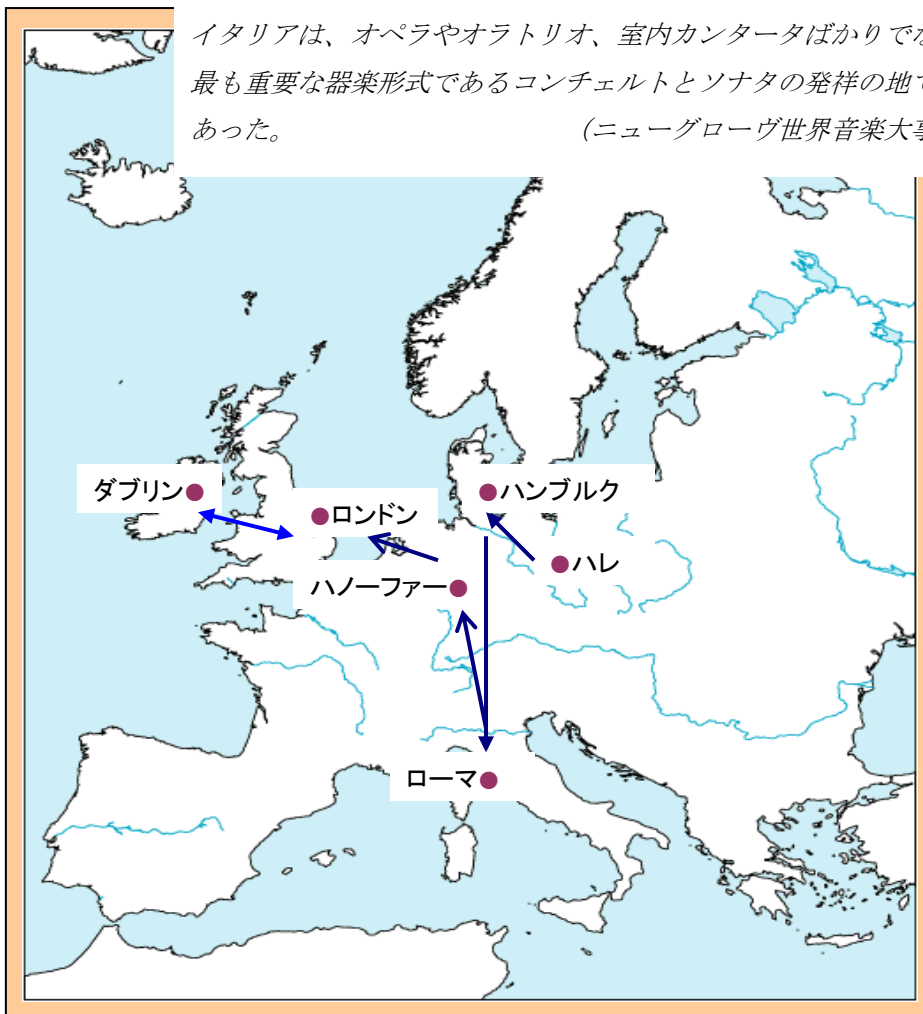 イタリアは、オペラやオラトリオ、室内カンタータばかりでな
最も重要な器楽形式であるコンチェルトとソナタの発祥の地で
あった。 (ニューグローヴ世界音楽大事
ダブリン
ハンブルク
ロンドン
ハレ
ハノーファー
ローマ